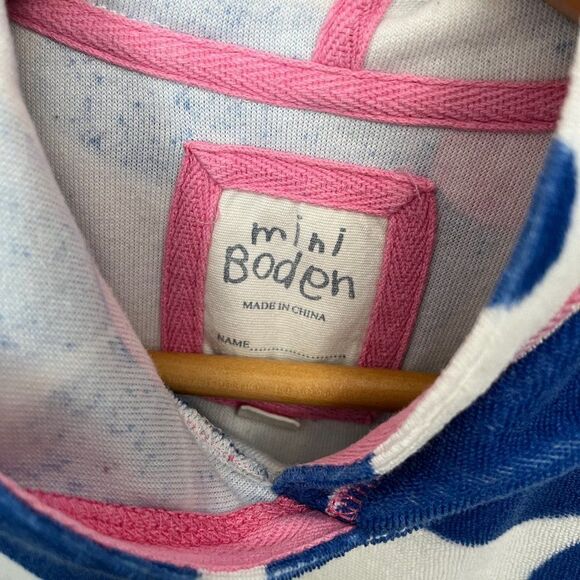 mini
Boden
MADE IN CHINA
NAME....................